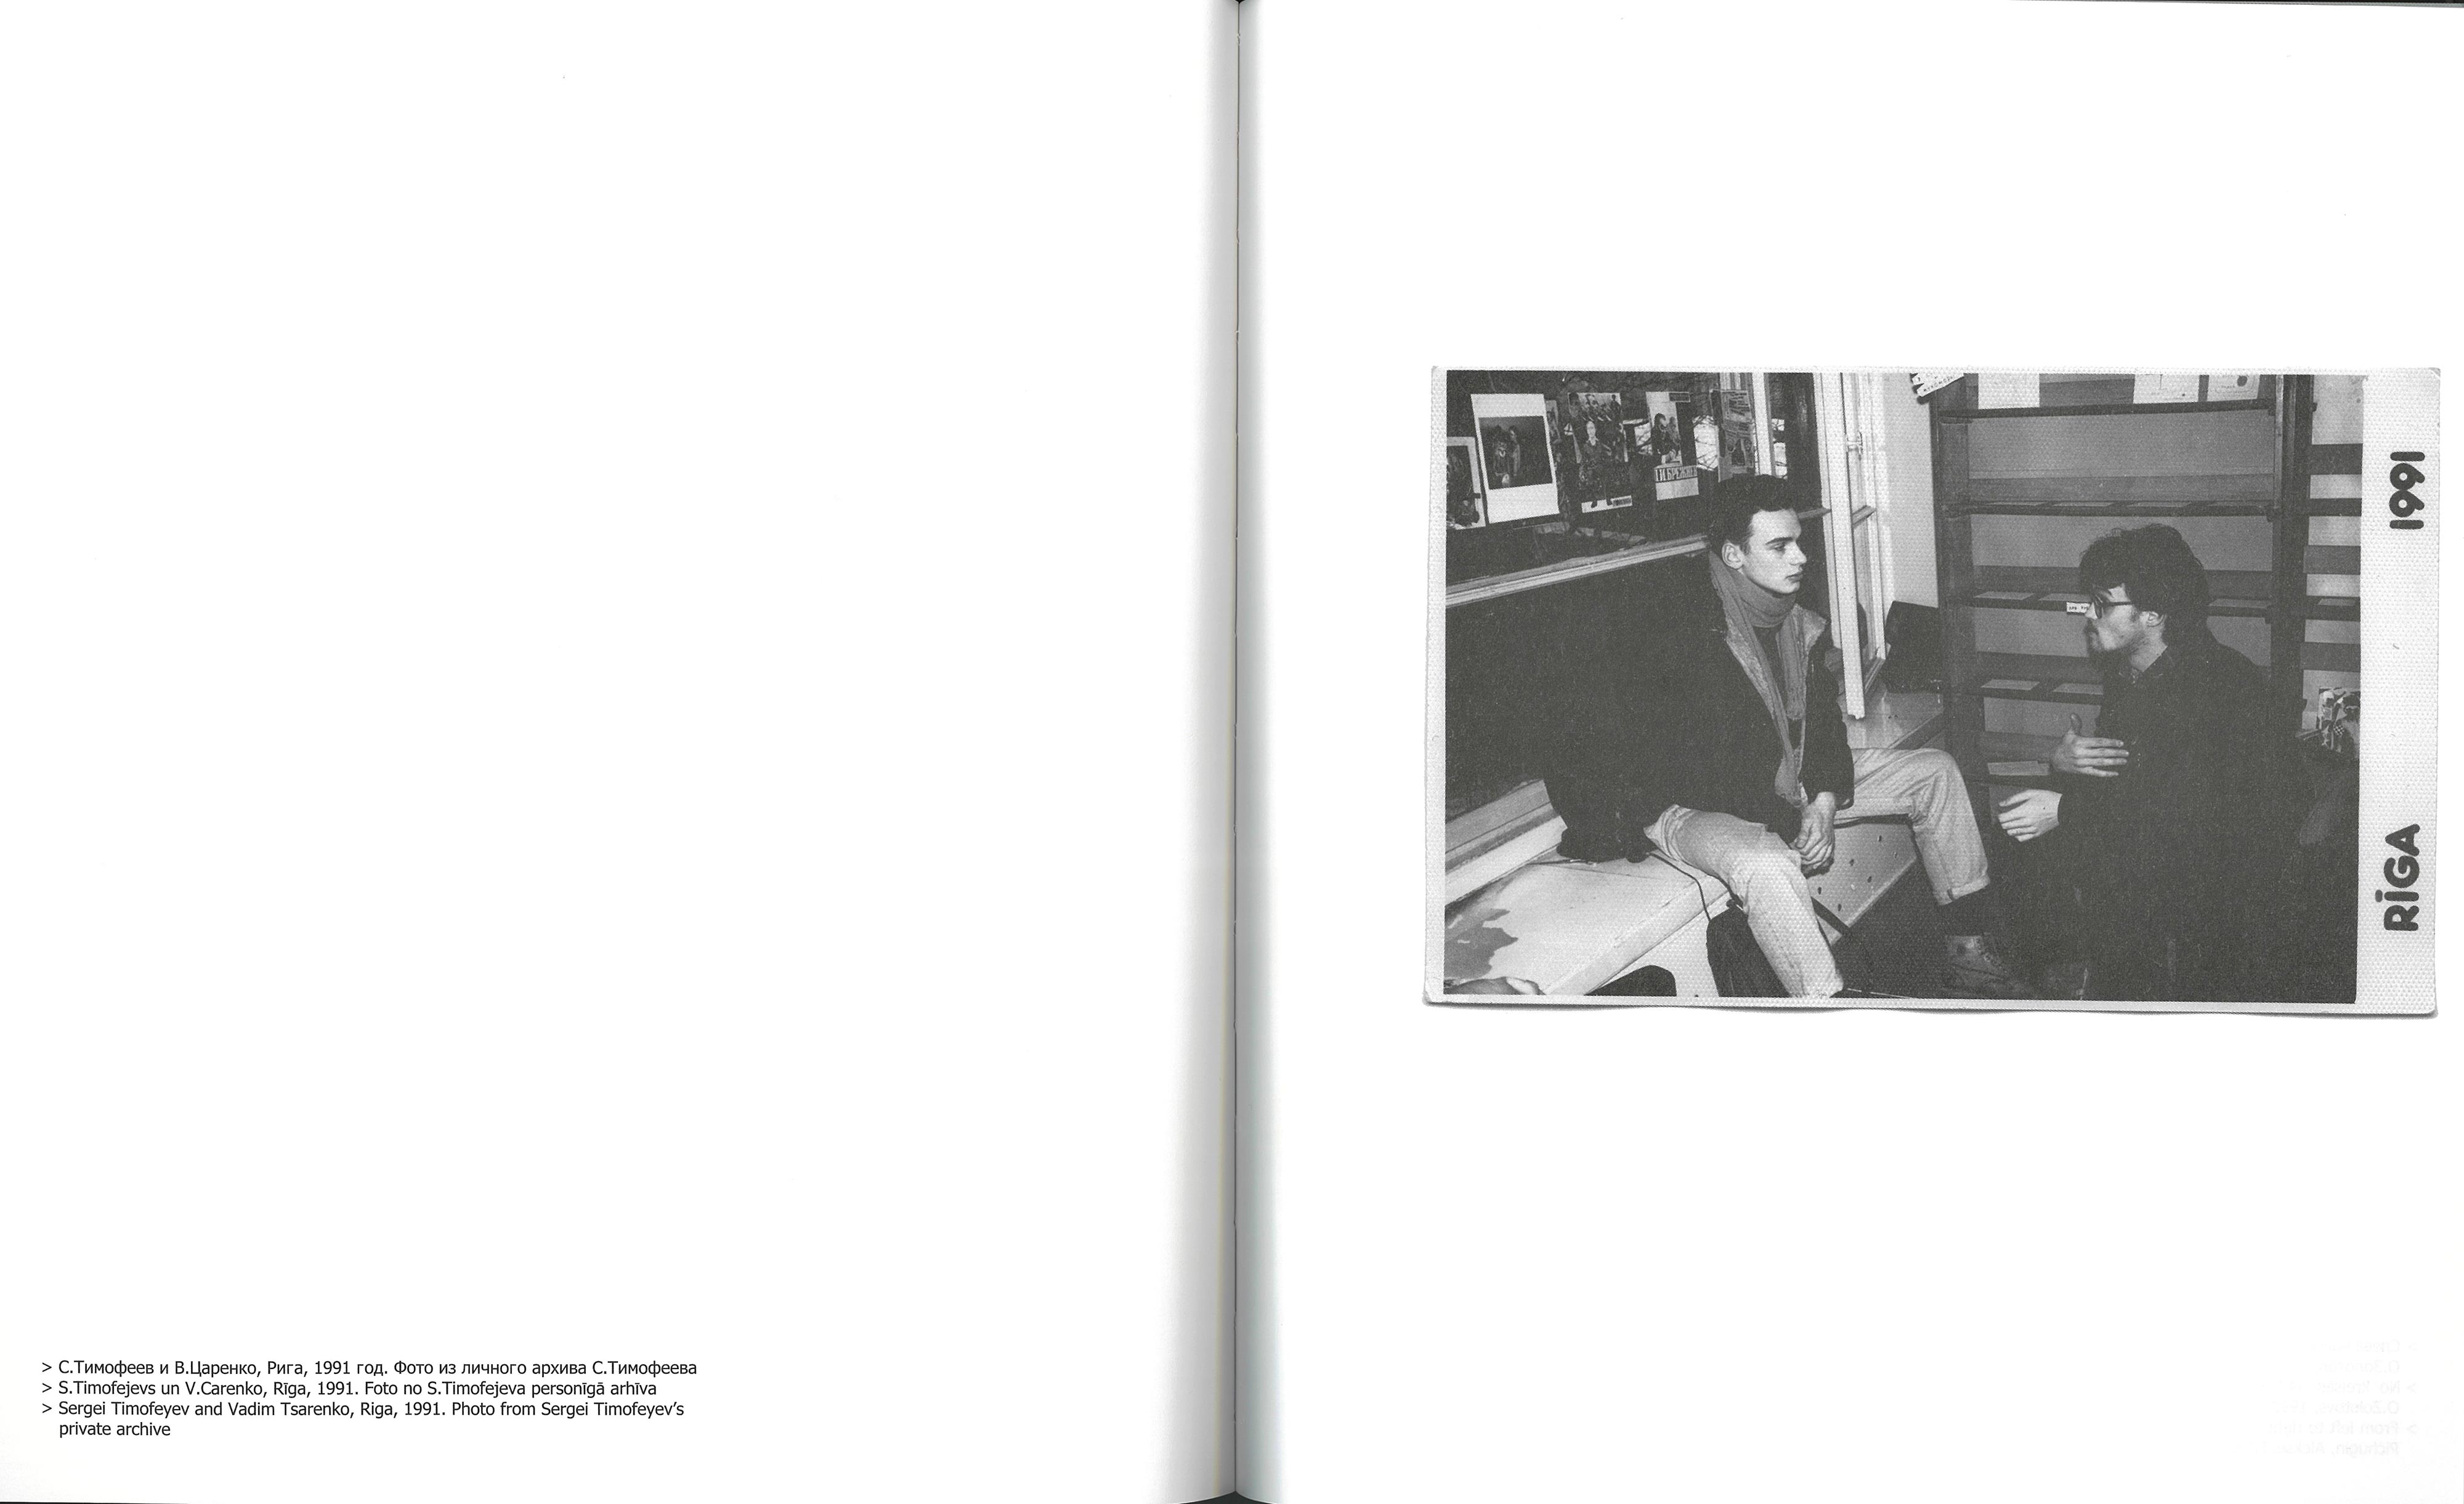 > С.Тимофеев и В.Царенко, Рига, 1991 год. Фото из личного архива С.Тимофеева
> S.Timofejevs un V.Carenko, Rīga, 1991. Foto no S.Timofejeva personīgā arhīva
> Sergei Timofeyev and Vadim Tsarenko, Riga, 1991. Photo from Sergei Timofeyev's
private archive
RĪGA 1991